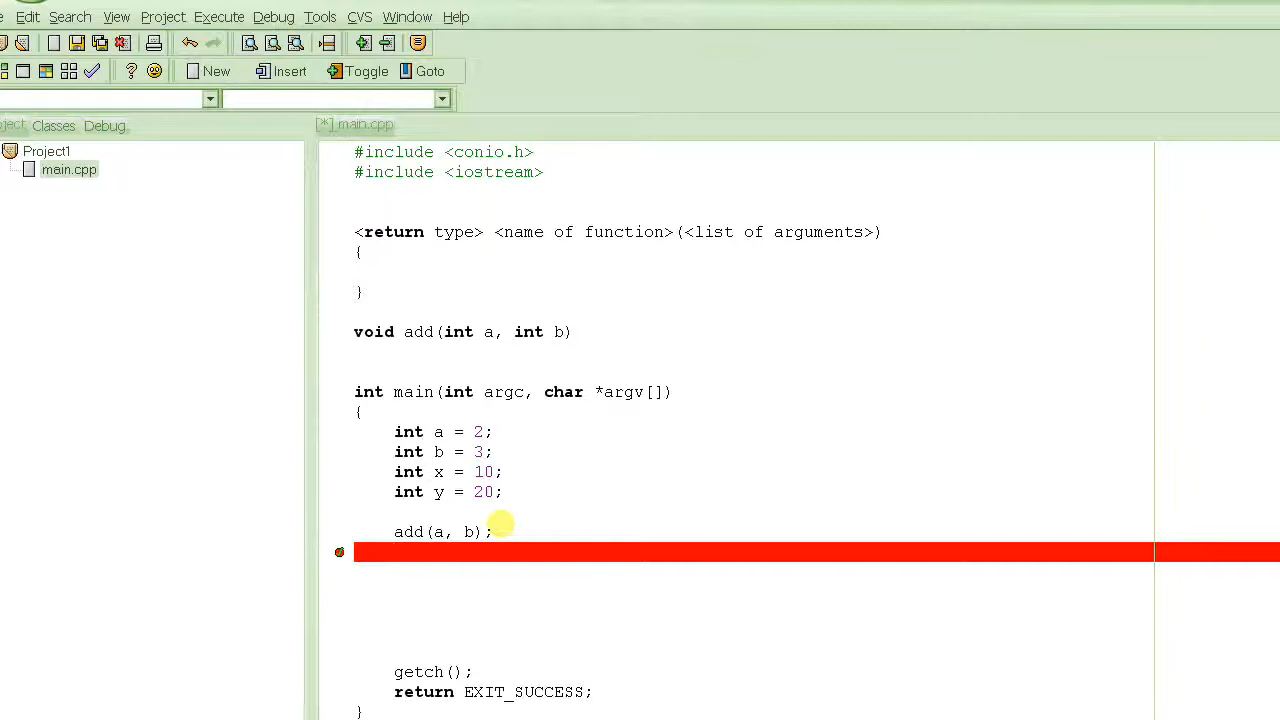 Edit Search View Project Execute Debug Tools CVS Window Help
New Insert Toggle Goto
Classes Debug [*] main.cpp
Project1
main.cpp
#include <conio.h>
#include <iostream>
<return type> <name of function>(<list of arguments>)
{
}
void add(int a, int b)
int main(int argc, char *argv[])
{
int a = 2;
int b = 3;
int x = 10;
int y = 20;
add(a, b);
getch();
return EXIT_SUCCESS;
}